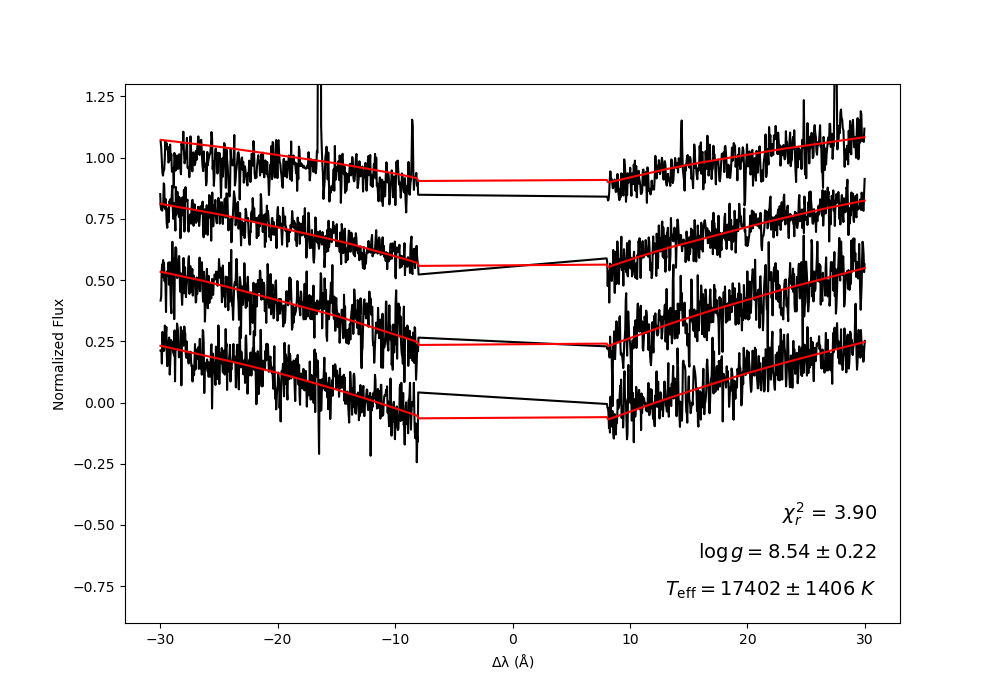 1.25
1.00
0.75
0.50
0.25
0.00
−0.25
−0.50
−0.75
Normalized Flux
χ²ᵣ = 3.90
log g = 8.54 ± 0.22
T_eff = 17402 ± 1406 K
−30 −20 −10 0 10 20 30
Δλ (Å)